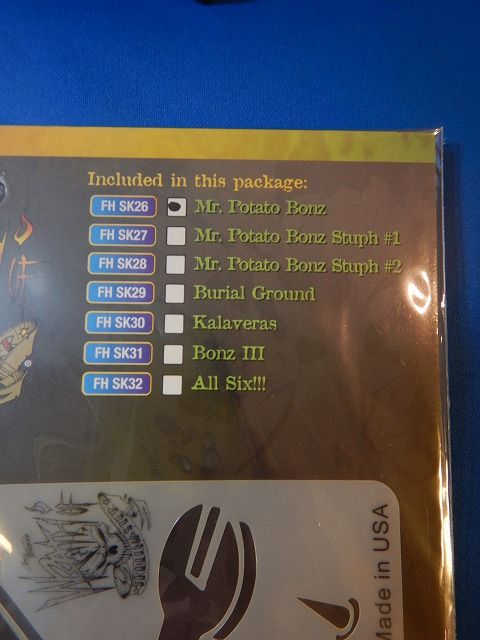 Included in this package:
FH SK26 Mr. Potato Bonz
FH SK27 Mr. Potato Bonz Stuph #1
FH SK28 Mr. Potato Bonz Stuph #2
FH SK29 Burial Ground
FH SK30 Kalaveras
FH SK31 Bonz III
FH SK32 All Six!!!
Made in USA